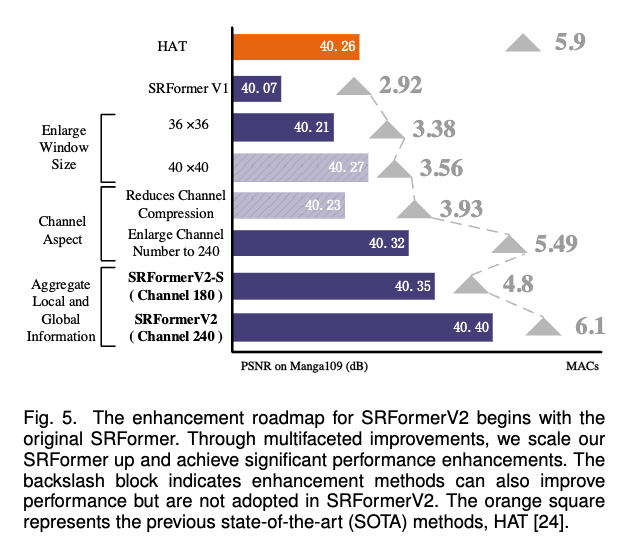 HAT 40. 26 5.9
SRFormer V1 40. 07 2.92
Enlarge
Window
Size
36 ×36 40. 21 3.38
40 ×40 40. 27 3.56
Channel
Aspect
Reduces Channel
Compression 40. 23 3.93
Enlarge Channel
Number to 240 40. 32 5.49
Aggregate
Local and
Global
Information
SRFormerV2-S
( Channel 180) 40. 35 4.8
SRFormerV2
( Channel 240) 40. 40 6.1
PSNR on Manga109 (dB) MACs
Fig. 5. The enhancement roadmap for SRFormerV2 begins with the
original SRFormer. Through multifaceted improvements, we scale our
SRFormer up and achieve significant performance enhancements. The
backslash block indicates enhancement methods can also improve
performance but are not adopted in SRFormerV2. The orange square
represents the previous state-of-the-art (SOTA) methods, HAT [24].